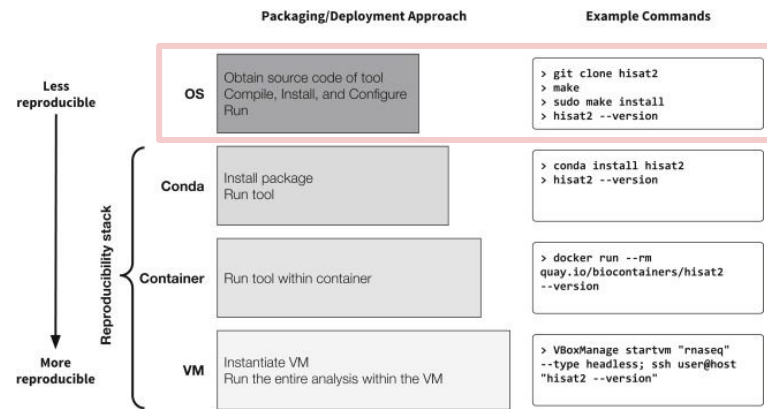 Packaging/Deployment Approach
Example Commands
Less
reproducible
More
reproducible
Reproducibility stack
OS
Obtain source code of tool
Compile, Install, and Configure
Run
> git clone hisat2
> make
> sudo make install
> hisat2 --version
Conda
Install package
Run tool
> conda install hisat2
> hisat2 --version
Container
Run tool within container
> docker run --rm
quay.io/biocontainers/hisat2
--version
VM
Instantiate VM
Run the entire analysis within the VM
> VBoxManage startvm "rnaseq"
--type headless; ssh user@host
"hisat2 --version"